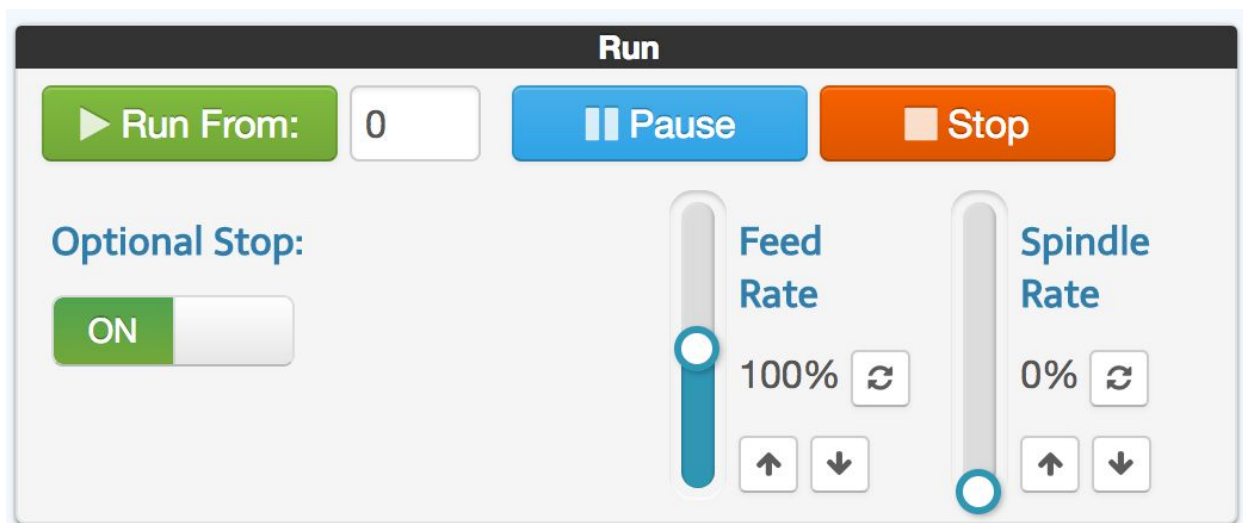 Run
Run From: 0 Pause Stop
Optional Stop:
ON
Feed
Rate
100%
Spindle
Rate
0%